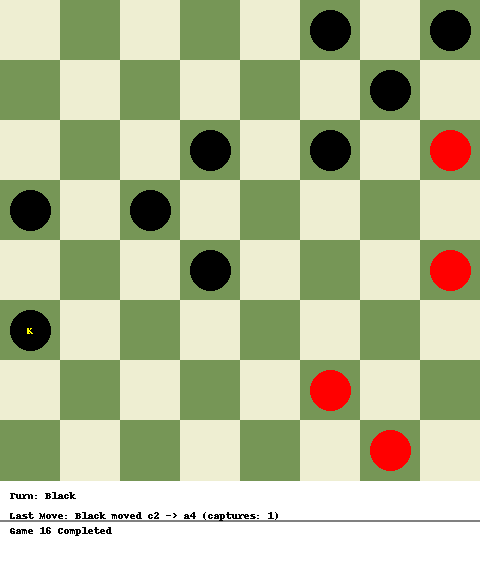 K
Turn: Black
Last Move: Black moved c2 -> a4 (captures: 1)
Game 16 Completed